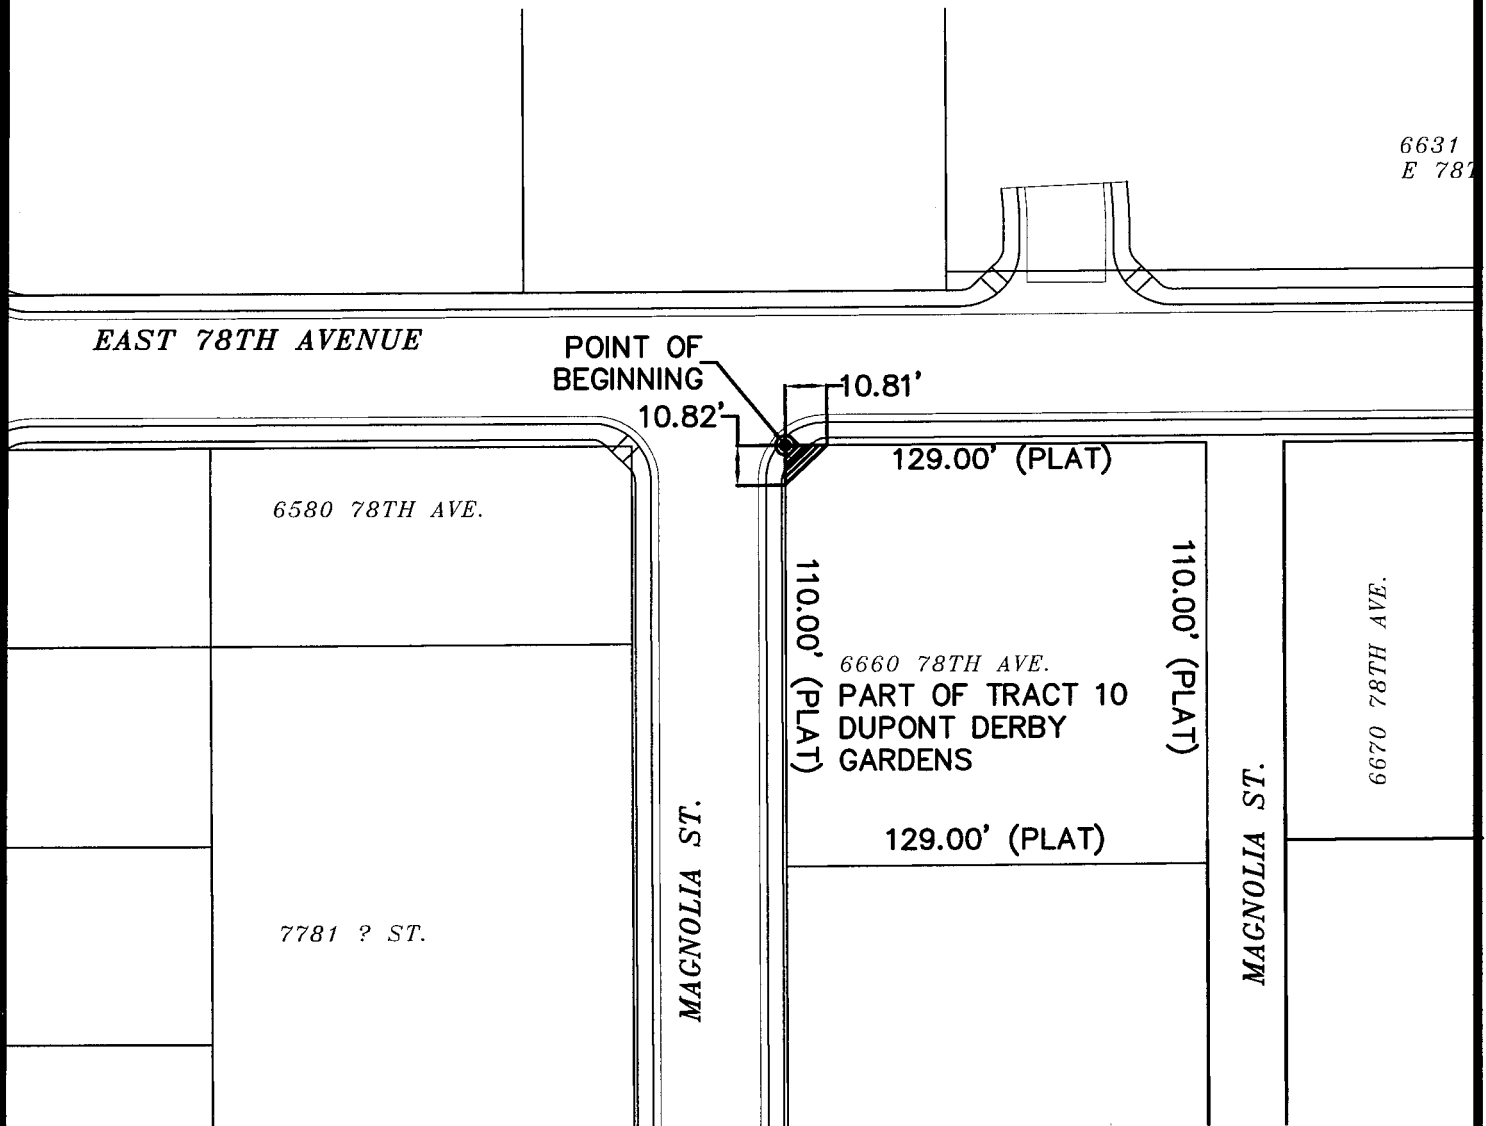 6631
E 78T
EAST 78TH AVENUE
POINT OF
BEGINNING
10.81'
10.82'
129.00' (PLAT)
6580 78TH AVE.
110.00' (PLAT)
110.00' (PLAT)
6660 78TH AVE.
PART OF TRACT 10
DUPONT DERBY
GARDENS
6670 78TH AVE.
129.00' (PLAT)
MAGNOLIA ST.
MAGNOLIA ST.
7781 ? ST.